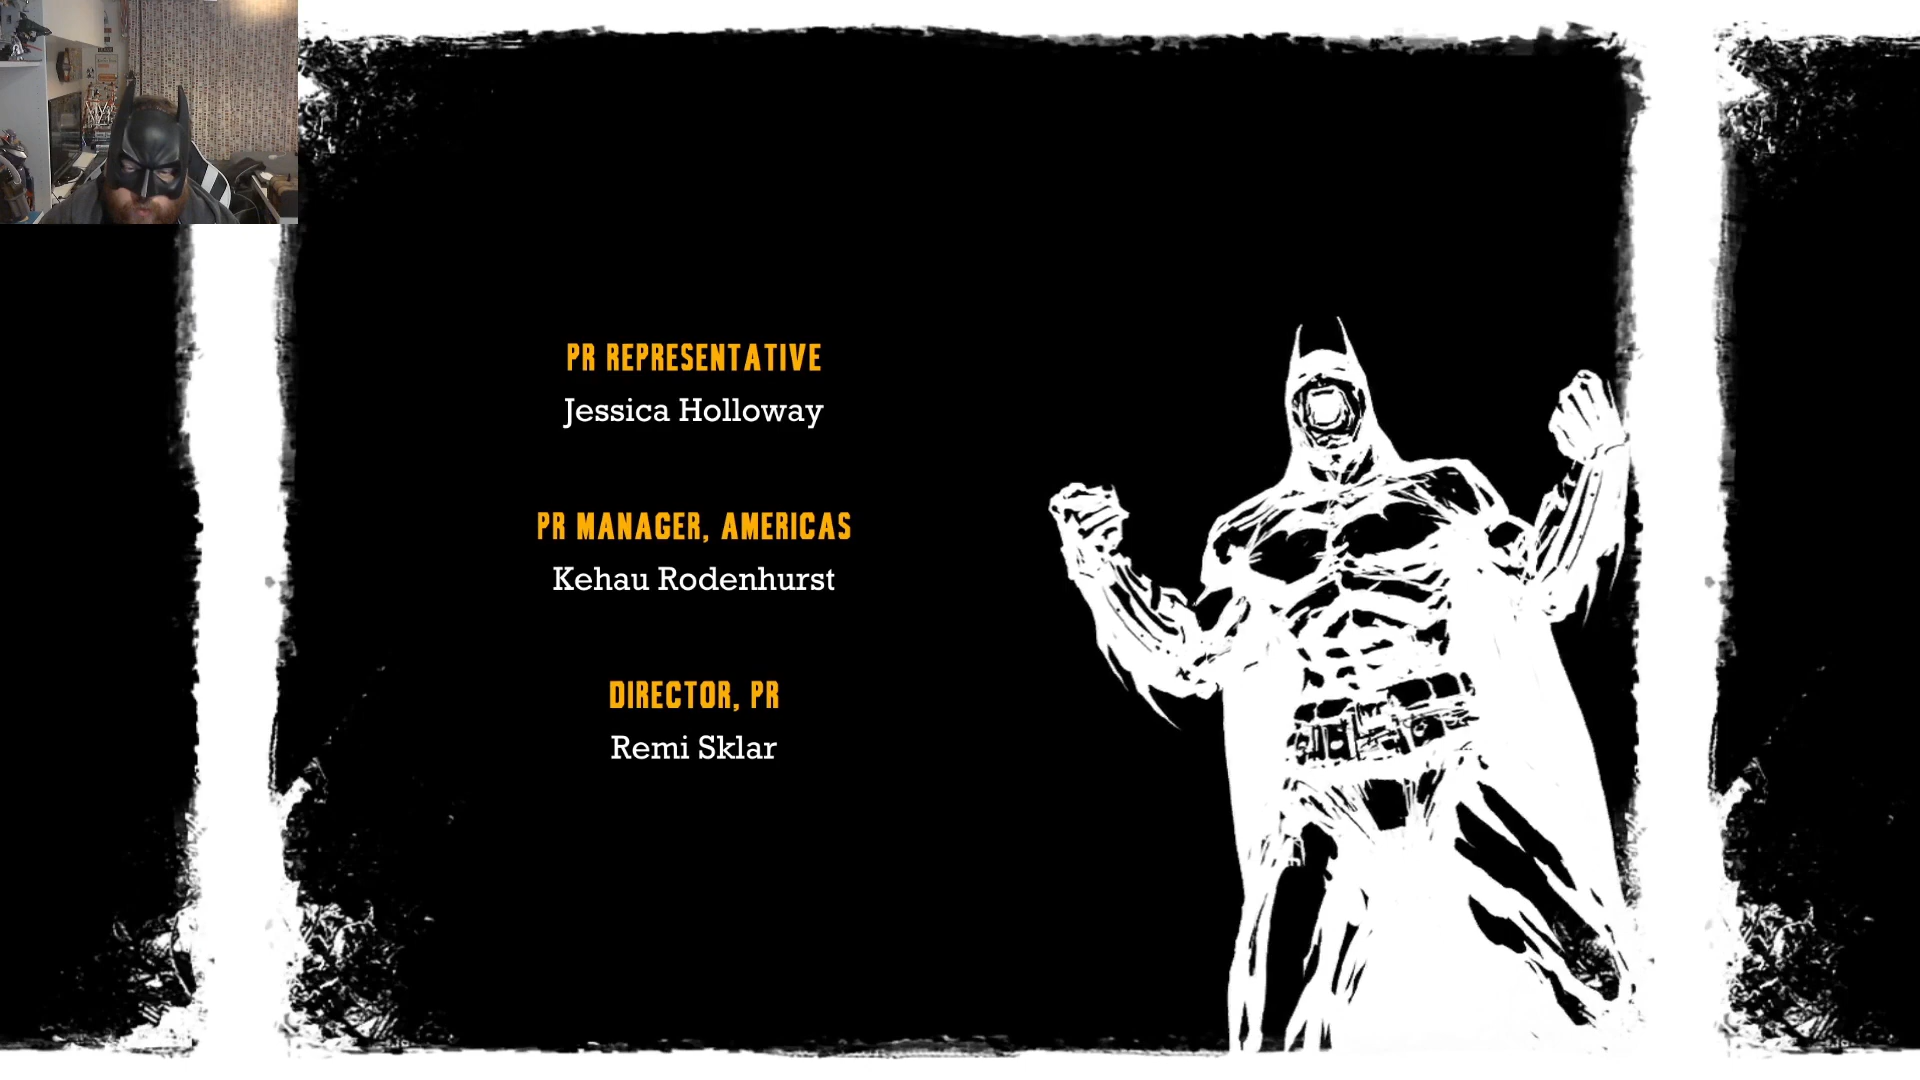 PR REPRESENTATIVE
Jessica Holloway
PR MANAGER, AMERICAS
Kehau Rodenhurst
DIRECTOR, PR
Remi Sklar